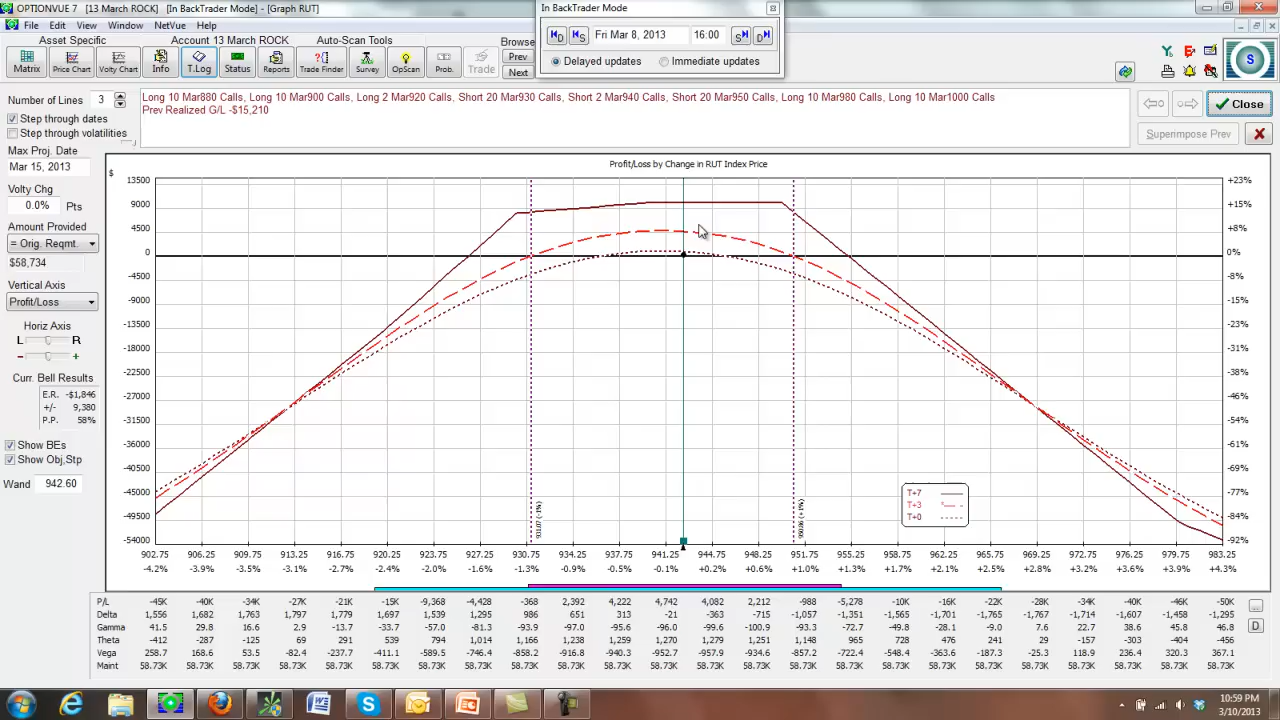 OPTIONVUE 7 [13 March ROCK] (In BackTrader Mode) - [Graph RUT]
File Edit View Window NetVue Help
In BackTrader Mode
Fri Mar 8, 2013 16:00
Delayed updates Immediate updates
Asset Specific Account 13 March ROCK Auto-Scan Tools Browse
Matrix Price Chart Volty Chart Info T.Log Status Reports Trade Finder Survey OpScan Prob. Trade Prev
Next
Number of Lines 3
Step through dates
Step through volatilities
Long 10 Mar880 Calls, Long 10 Mar900 Calls, Long 2 Mar920 Calls, Short 20 Mar930 Calls, Short 2 Mar940 Calls, Short 20 Mar950 Calls, Long 10 Mar980 Calls, Long 10 Mar1000 Calls
Prev Realized G/L -$15,210
Close
Superimpose Prev
Max Proj. Date
Mar 15, 2013
Volty Chg
0.0% Pts
Amount Provided
= Orig. Reqmt.
$58,734
Vertical Axis
Profit/Loss
Horiz Axis
L R
- +
Curr. Bell Results
E.R. -$1,846
+/- 9,380
P.P. 58%
Show BEs
Show Obj,Stp
Wand 942.60
Profit/Loss by Change in RUT Index Price
$
13500 +23%
9000 +15%
4500 +8%
0 0%
-4500 -8%
-9000 -15%
-13500 -23%
-18000 -31%
-22500 -38%
-27000 -46%
-31500 -54%
-36000 -61%
-40500 -69%
-45000 -77%
-49500 -84%
-54000 -92%
931.07 (-1%)
T+7
T+3
T+0
902.75 906.25 909.75 913.25 916.75 920.25 923.75 927.25 930.75 934.25 937.75 941.25 944.75 948.25 951.75 955.25 958.75 962.25 965.75 969.25 972.75 976.25 979.75 983.25
-4.2% -3.9% -3.5% -3.1% -2.7% -2.4% -2.0% -1.6% -1.3% -0.9% -0.5% -0.1% +0.2% +0.6% +1.0% +1.3% +1.7% +2.1% +2.5% +2.8% +3.2% +3.6% +3.9% +4.3%
P/L -45K -40K -34K -27K -21K -15K -9,368 -4,428 -368 2,392 4,222 4,742 4,082 2,212 -988 -5,278 -10K -16K -22K -28K -34K -41K -46K -50K
Delta 1,556 1,682 1,763 1,797 1,779 1,697 1,539 1,295 986 651 313 -21 -363 -715 -1,057 -1,351 -1,565 -1,701 -1,765 -1,767 -1,714 -1,607 -1,458 -1,295
Gamma 41.5 29.8 16.6 2.9 -13.7 -33.7 -57.0 -81.3 -93.9 -97.0 -95.6 -96.0 -99.6 -100.9 -93.3 -72.7 -49.8 -28.1 -9.0 7.6 22.7 38.6 45.8 46.8
Theta -412 -287 -125 69 291 539 794 1,014 1,166 1,238 1,259 1,270 1,279 1,251 1,148 965 728 476 241 29 -157 -303 -404 -456
Vega 258.7 168.6 53.5 -82.4 -237.7 -411.1 -589.5 -746.4 -858.2 -916.8 -940.3 -952.7 -957.9 -934.6 -857.2 -722.4 -548.4 -363.6 -187.3 -25.3 118.9 236.4 320.3 367.1
Maint 58.73K 58.73K 58.73K 58.73K 58.73K 58.73K 58.73K 58.73K 58.73K 58.73K 58.73K 58.73K 58.73K 58.73K 58.73K 58.73K 58.73K 58.73K 58.73K 58.73K 58.73K 58.73K 58.73K 58.73K
...
D
10:59 PM
3/10/2013